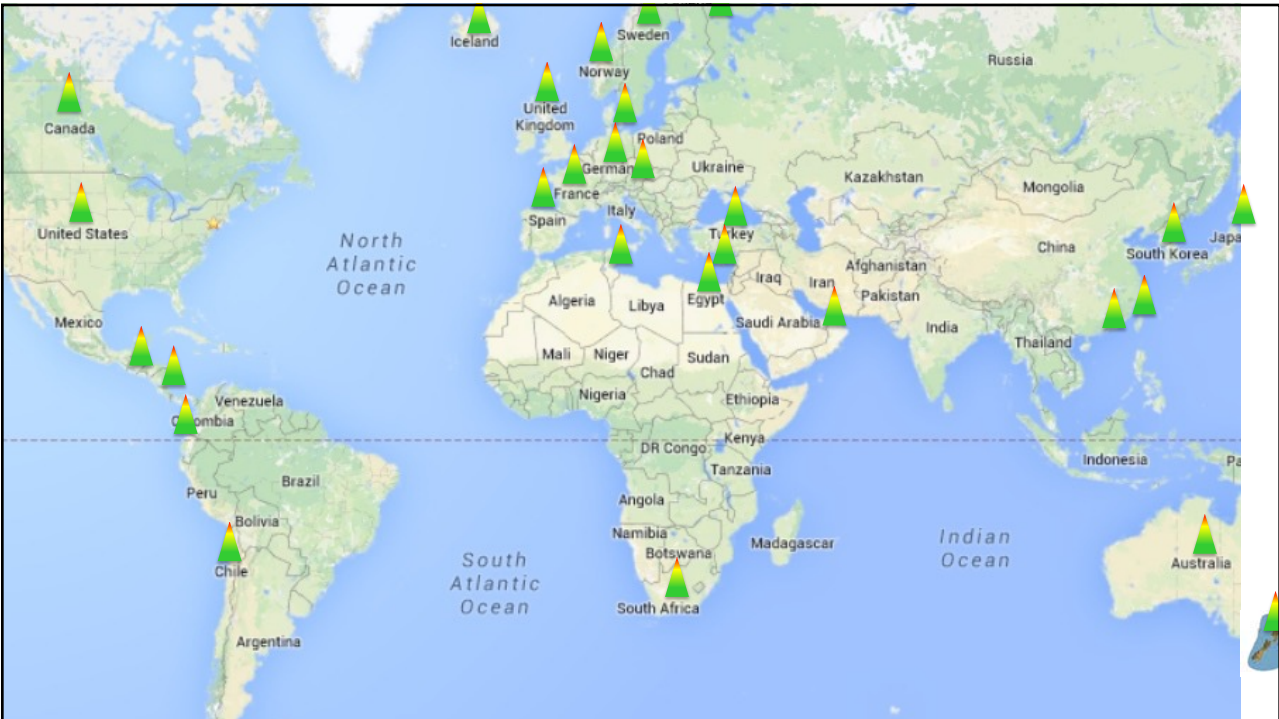 Iceland
Sweden
Norway
Russia
Canada
United
Kingdom
Poland
German
Ukraine
France
Kazakhstan
Mongolia
Spain
Italy
United States
Turkey
North
Atlantic
Ocean
China
South Korea
Japa
Iraq
Iran
Afghanistan
Pakistan
Algeria
Libya
Egypt
Saudi Arabia
India
Mexico
Thailand
Mali
Niger
Sudan
Chad
Nigeria
Ethiopia
Venezuela
Colombia
Kenya
DR Congo
Tanzania
Indonesia
Pa
Brazil
Peru
Angola
Bolivia
Namibia
Madagascar
Botswana
Indian
Ocean
South
Atlantic
Ocean
Chile
Australia
South Africa
Argentina